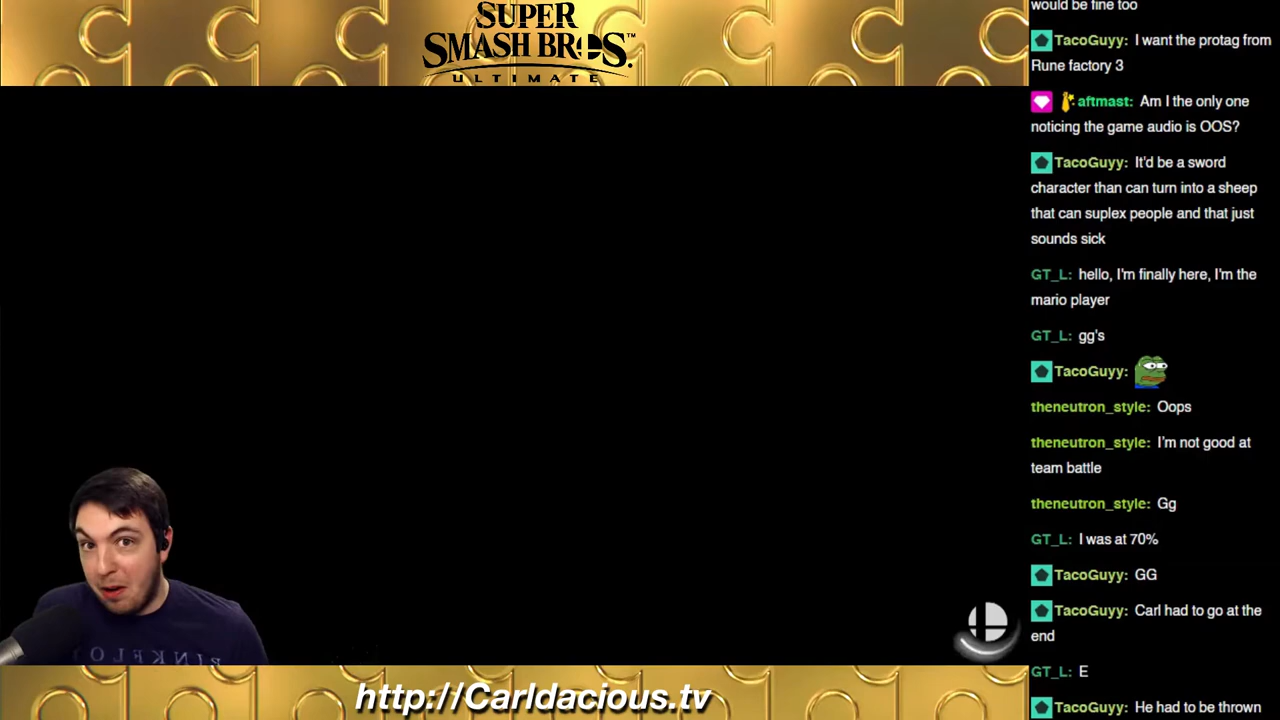 SUPER
SMASH BROS.™
ULTIMATE
would be fine too
TacoGuyy: I want the protag from
Rune factory 3
aftmast: Am I the only one
noticing the game audio is OOS?
TacoGuyy: It'd be a sword
character than can turn into a sheep
that can suplex people and that just
sounds sick
GT_L: hello, I'm finally here, I'm the
mario player
GT_L: gg's
TacoGuyy:
theneutron_style: Oops
theneutron_style: I'm not good at
team battle
theneutron_style: Gg
GT_L: I was at 70%
TacoGuyy: GG
TacoGuyy: Carl had to go at the
end
GT_L: E
TacoGuyy: He had to be thrown
PINK FLO
http://Carldacious.tv